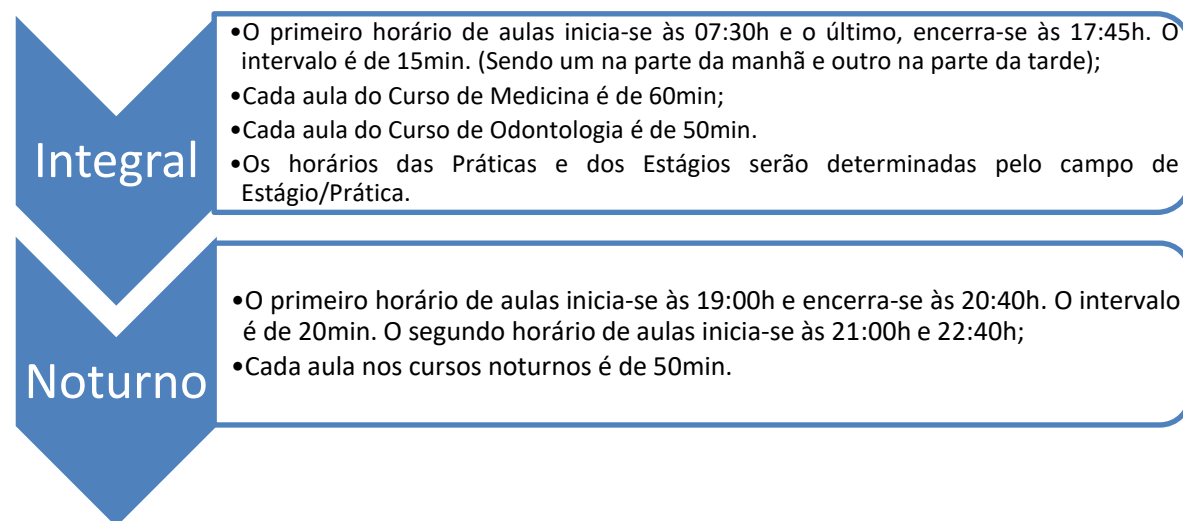 Integral
•O primeiro horário de aulas inicia-se às 07:30h e o último, encerra-se às 17:45h. O
intervalo é de 15min. (Sendo um na parte da manhã e outro na parte da tarde);
•Cada aula do Curso de Medicina é de 60min;
•Cada aula do Curso de Odontologia é de 50min.
•Os horários das Práticas e dos Estágios serão determinadas pelo campo de
Estágio/Prática.
Noturno
•O primeiro horário de aulas inicia-se às 19:00h e encerra-se às 20:40h. O intervalo
é de 20min. O segundo horário de aulas inicia-se às 21:00h e 22:40h;
•Cada aula nos cursos noturnos é de 50min.